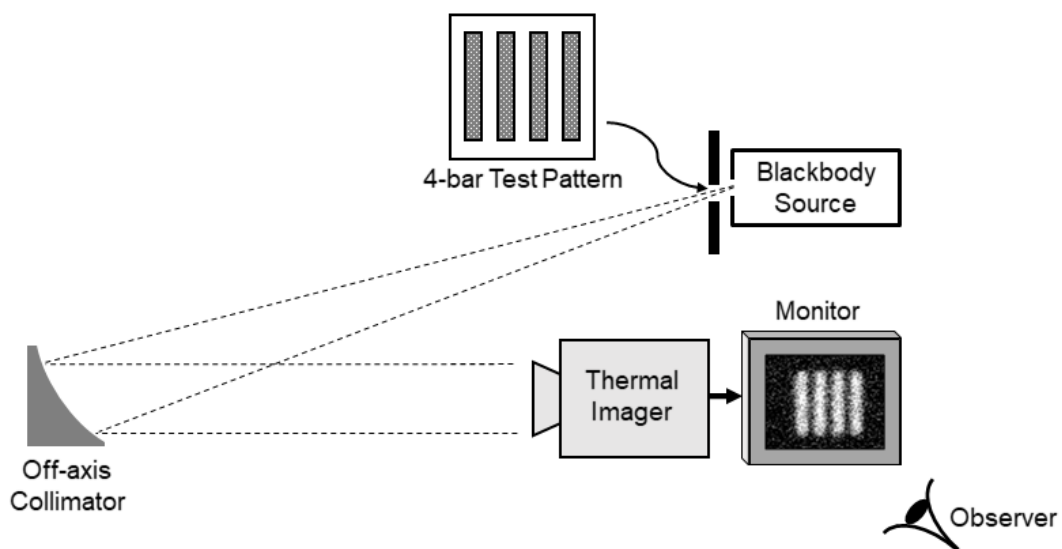 4-bar Test Pattern
Blackbody
Source
Monitor
Thermal
Imager
Off-axis
Collimator
Observer